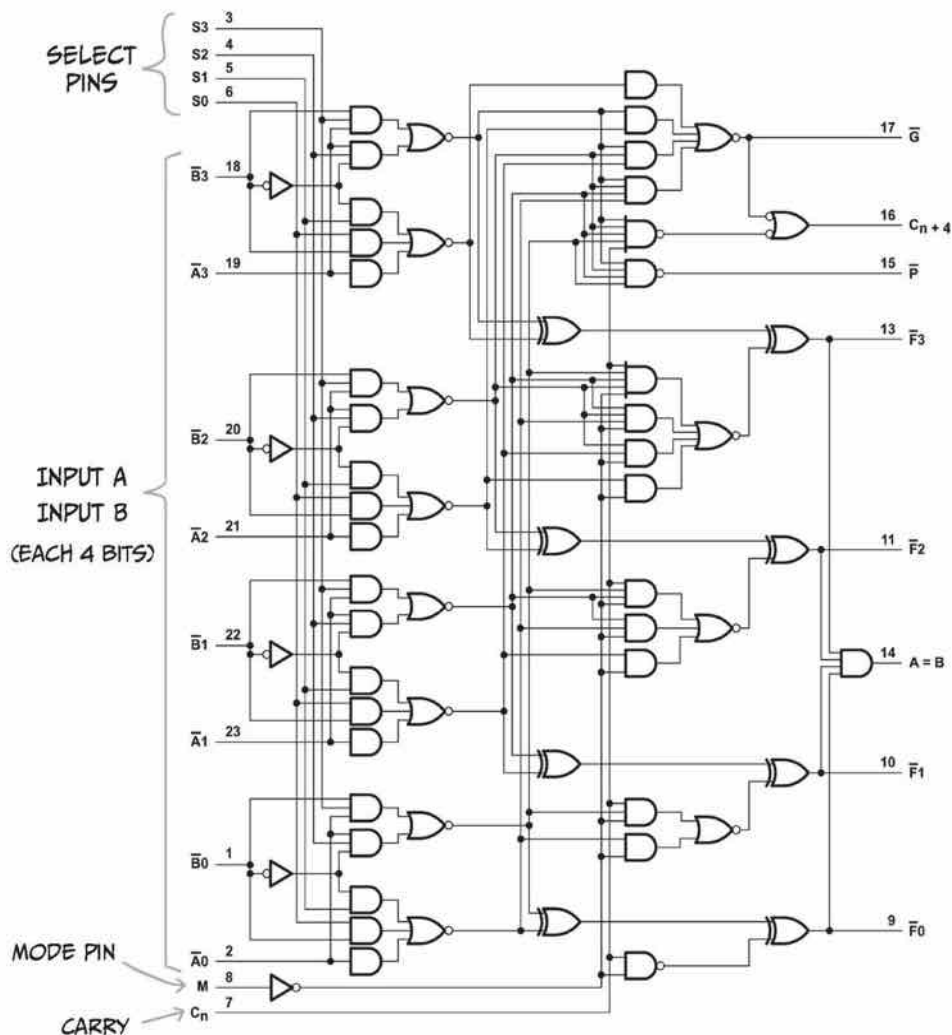 S3 3
S2 4
S1 5
S0 6
SELECT
PINS
B̅3 18
A̅3 19
B̅2 20
A̅2 21
B̅1 22
A̅1 23
B̅0 1
A̅0 2
INPUT A
INPUT B
(EACH 4 BITS)
MODE PIN
M 8
Cn 7
CARRY
17 G̅
16 Cn + 4
15 P̅
13 F̅3
11 F̅2
14 A = B
10 F̅1
9 F̅0